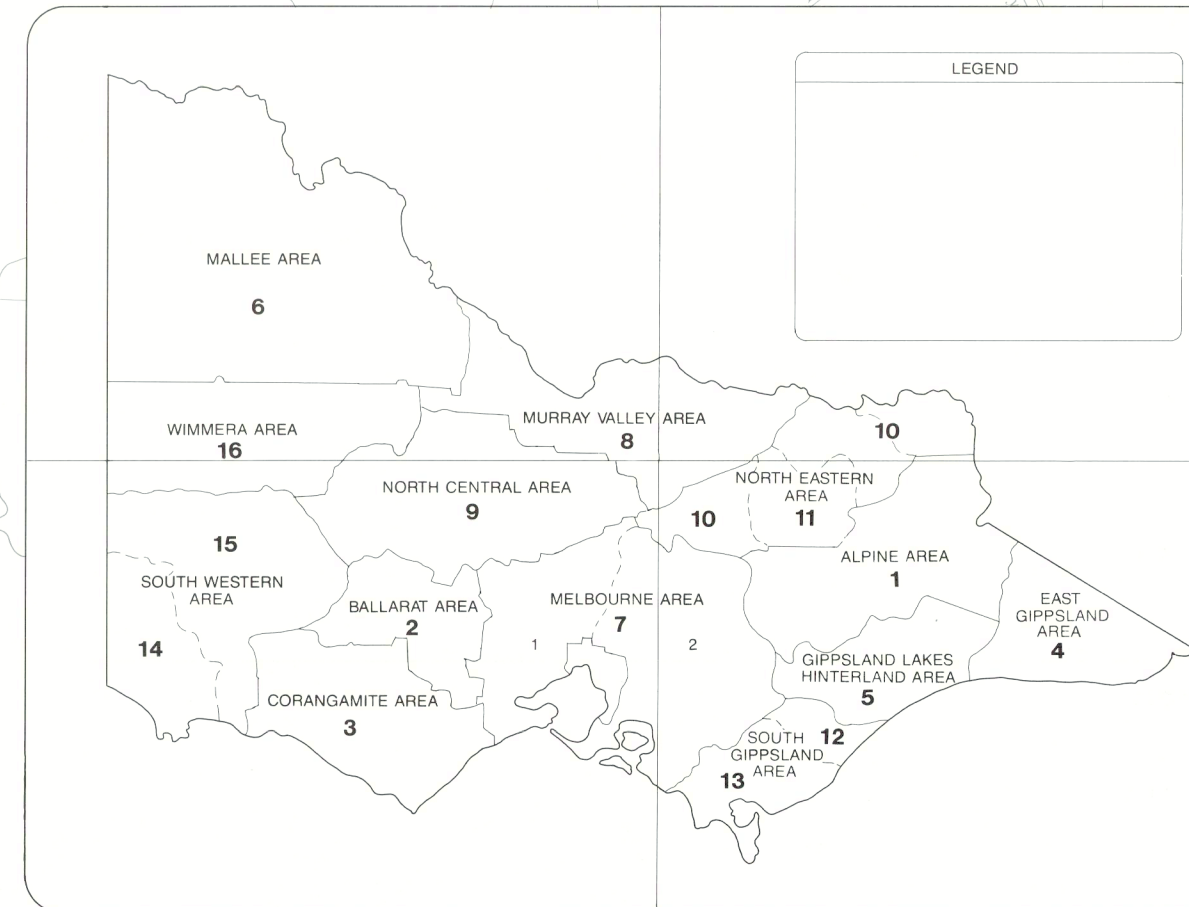 LEGEND
MALLEE AREA
6
MURRAY VALLEY AREA
8
WIMMERA AREA
16
10
NORTH CENTRAL AREA
9
NORTH EASTERN
AREA
11
10
15
SOUTH WESTERN
AREA
14
ALPINE AREA
1
BALLARAT AREA
2
MELBOURNE AREA
7
1
2
EAST
GIPPSLAND
AREA
4
GIPPSLAND LAKES
HINTERLAND AREA
5
CORANGAMITE AREA
3
SOUTH
GIPPSLAND
AREA
12
13